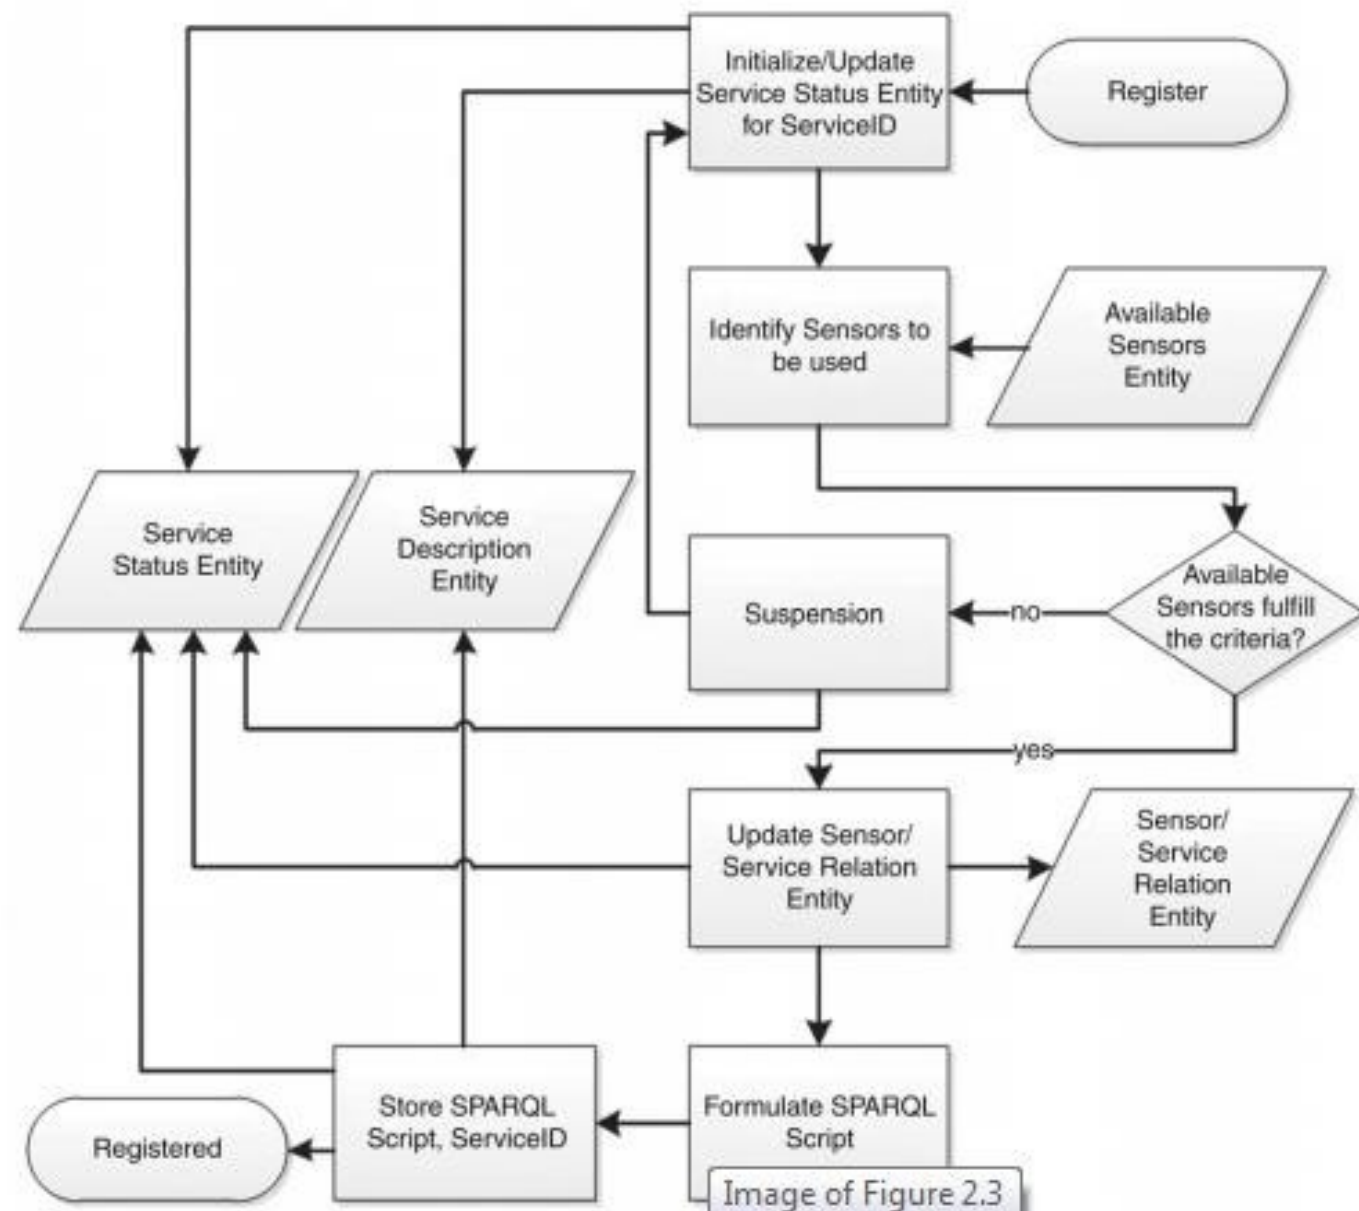 Initialize/Update
Service Status Entity
for ServiceID
Register
Identify Sensors to
be used
Available
Sensors
Entity
Service
Status Entity
Service
Description
Entity
Suspension
no
Available
Sensors fulfill
the criteria?
yes
Update Sensor/
Service Relation
Entity
Sensor/
Service
Relation
Entity
Registered
Store SPARQL
Script, ServiceID
Formulate SPARQL
Script
Image of Figure 2.3